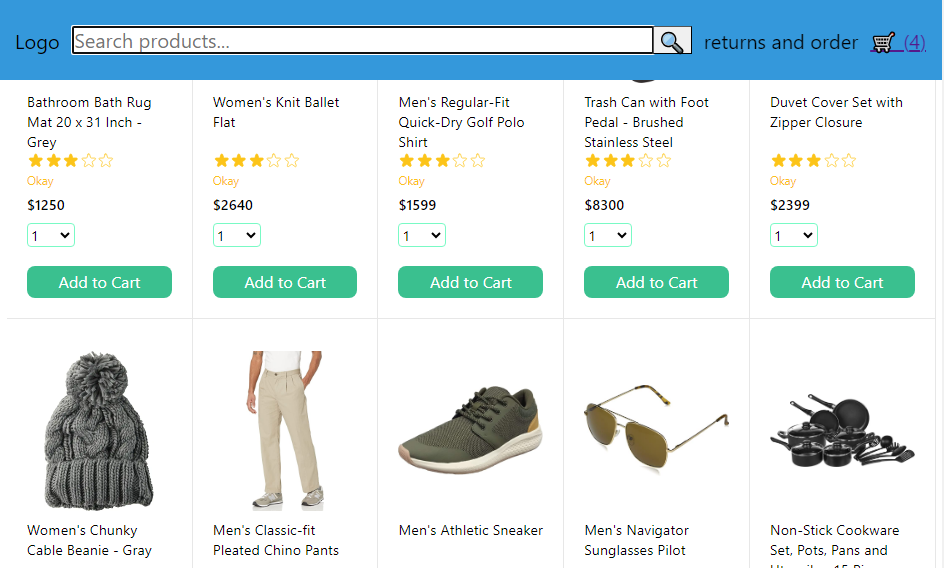 Logo
Search products...
returns and order
(4)
Bathroom Bath Rug
Mat 20 x 31 Inch -
Grey
Okay
$1250
1
Add to Cart
Women's Knit Ballet
Flat
Okay
$2640
1
Add to Cart
Men's Regular-Fit
Quick-Dry Golf Polo
Shirt
Okay
$1599
1
Add to Cart
Trash Can with Foot
Pedal - Brushed
Stainless Steel
Okay
$8300
1
Add to Cart
Duvet Cover Set with
Zipper Closure
Okay
$2399
1
Add to Cart
Women's Chunky
Cable Beanie - Gray
Men's Classic-fit
Pleated Chino Pants
Men's Athletic Sneaker
Men's Navigator
Sunglasses Pilot
Non-Stick Cookware
Set, Pots, Pans and